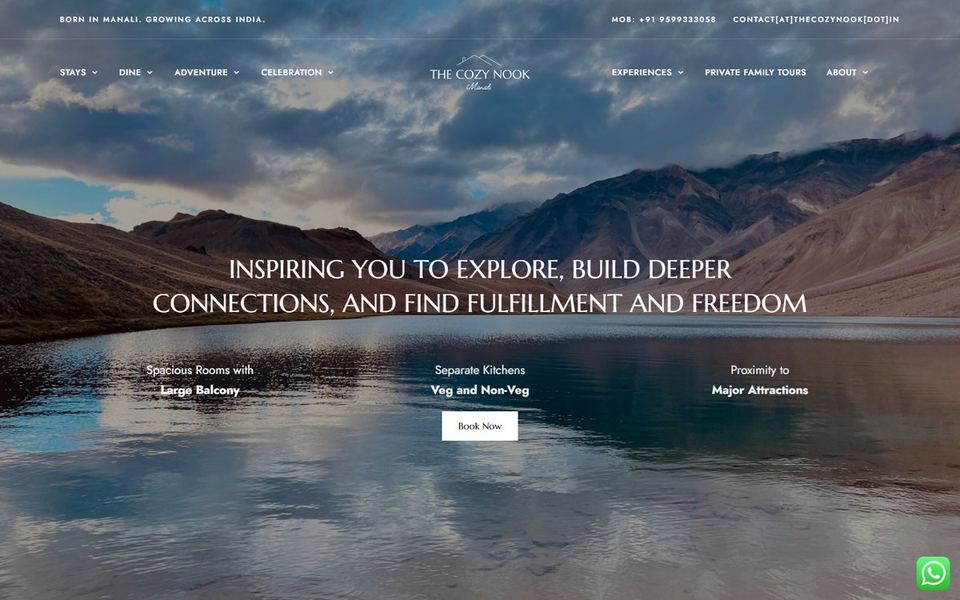 BORN IN MANALI. GROWING ACROSS INDIA.
MOB: +91 9599333058
CONTACT[AT]THECOZYNOOK[DOT]IN
STAYS
DINE
ADVENTURE
CELEBRATION
THE COZY NOOK
Manali
EXPERIENCES
PRIVATE FAMILY TOURS
ABOUT
INSPIRING YOU TO EXPLORE, BUILD DEEPER
CONNECTIONS, AND FIND FULFILLMENT AND FREEDOM
Spacious Rooms with
Large Balcony
Separate Kitchens
Veg and Non-Veg
Proximity to
Major Attractions
Book Now